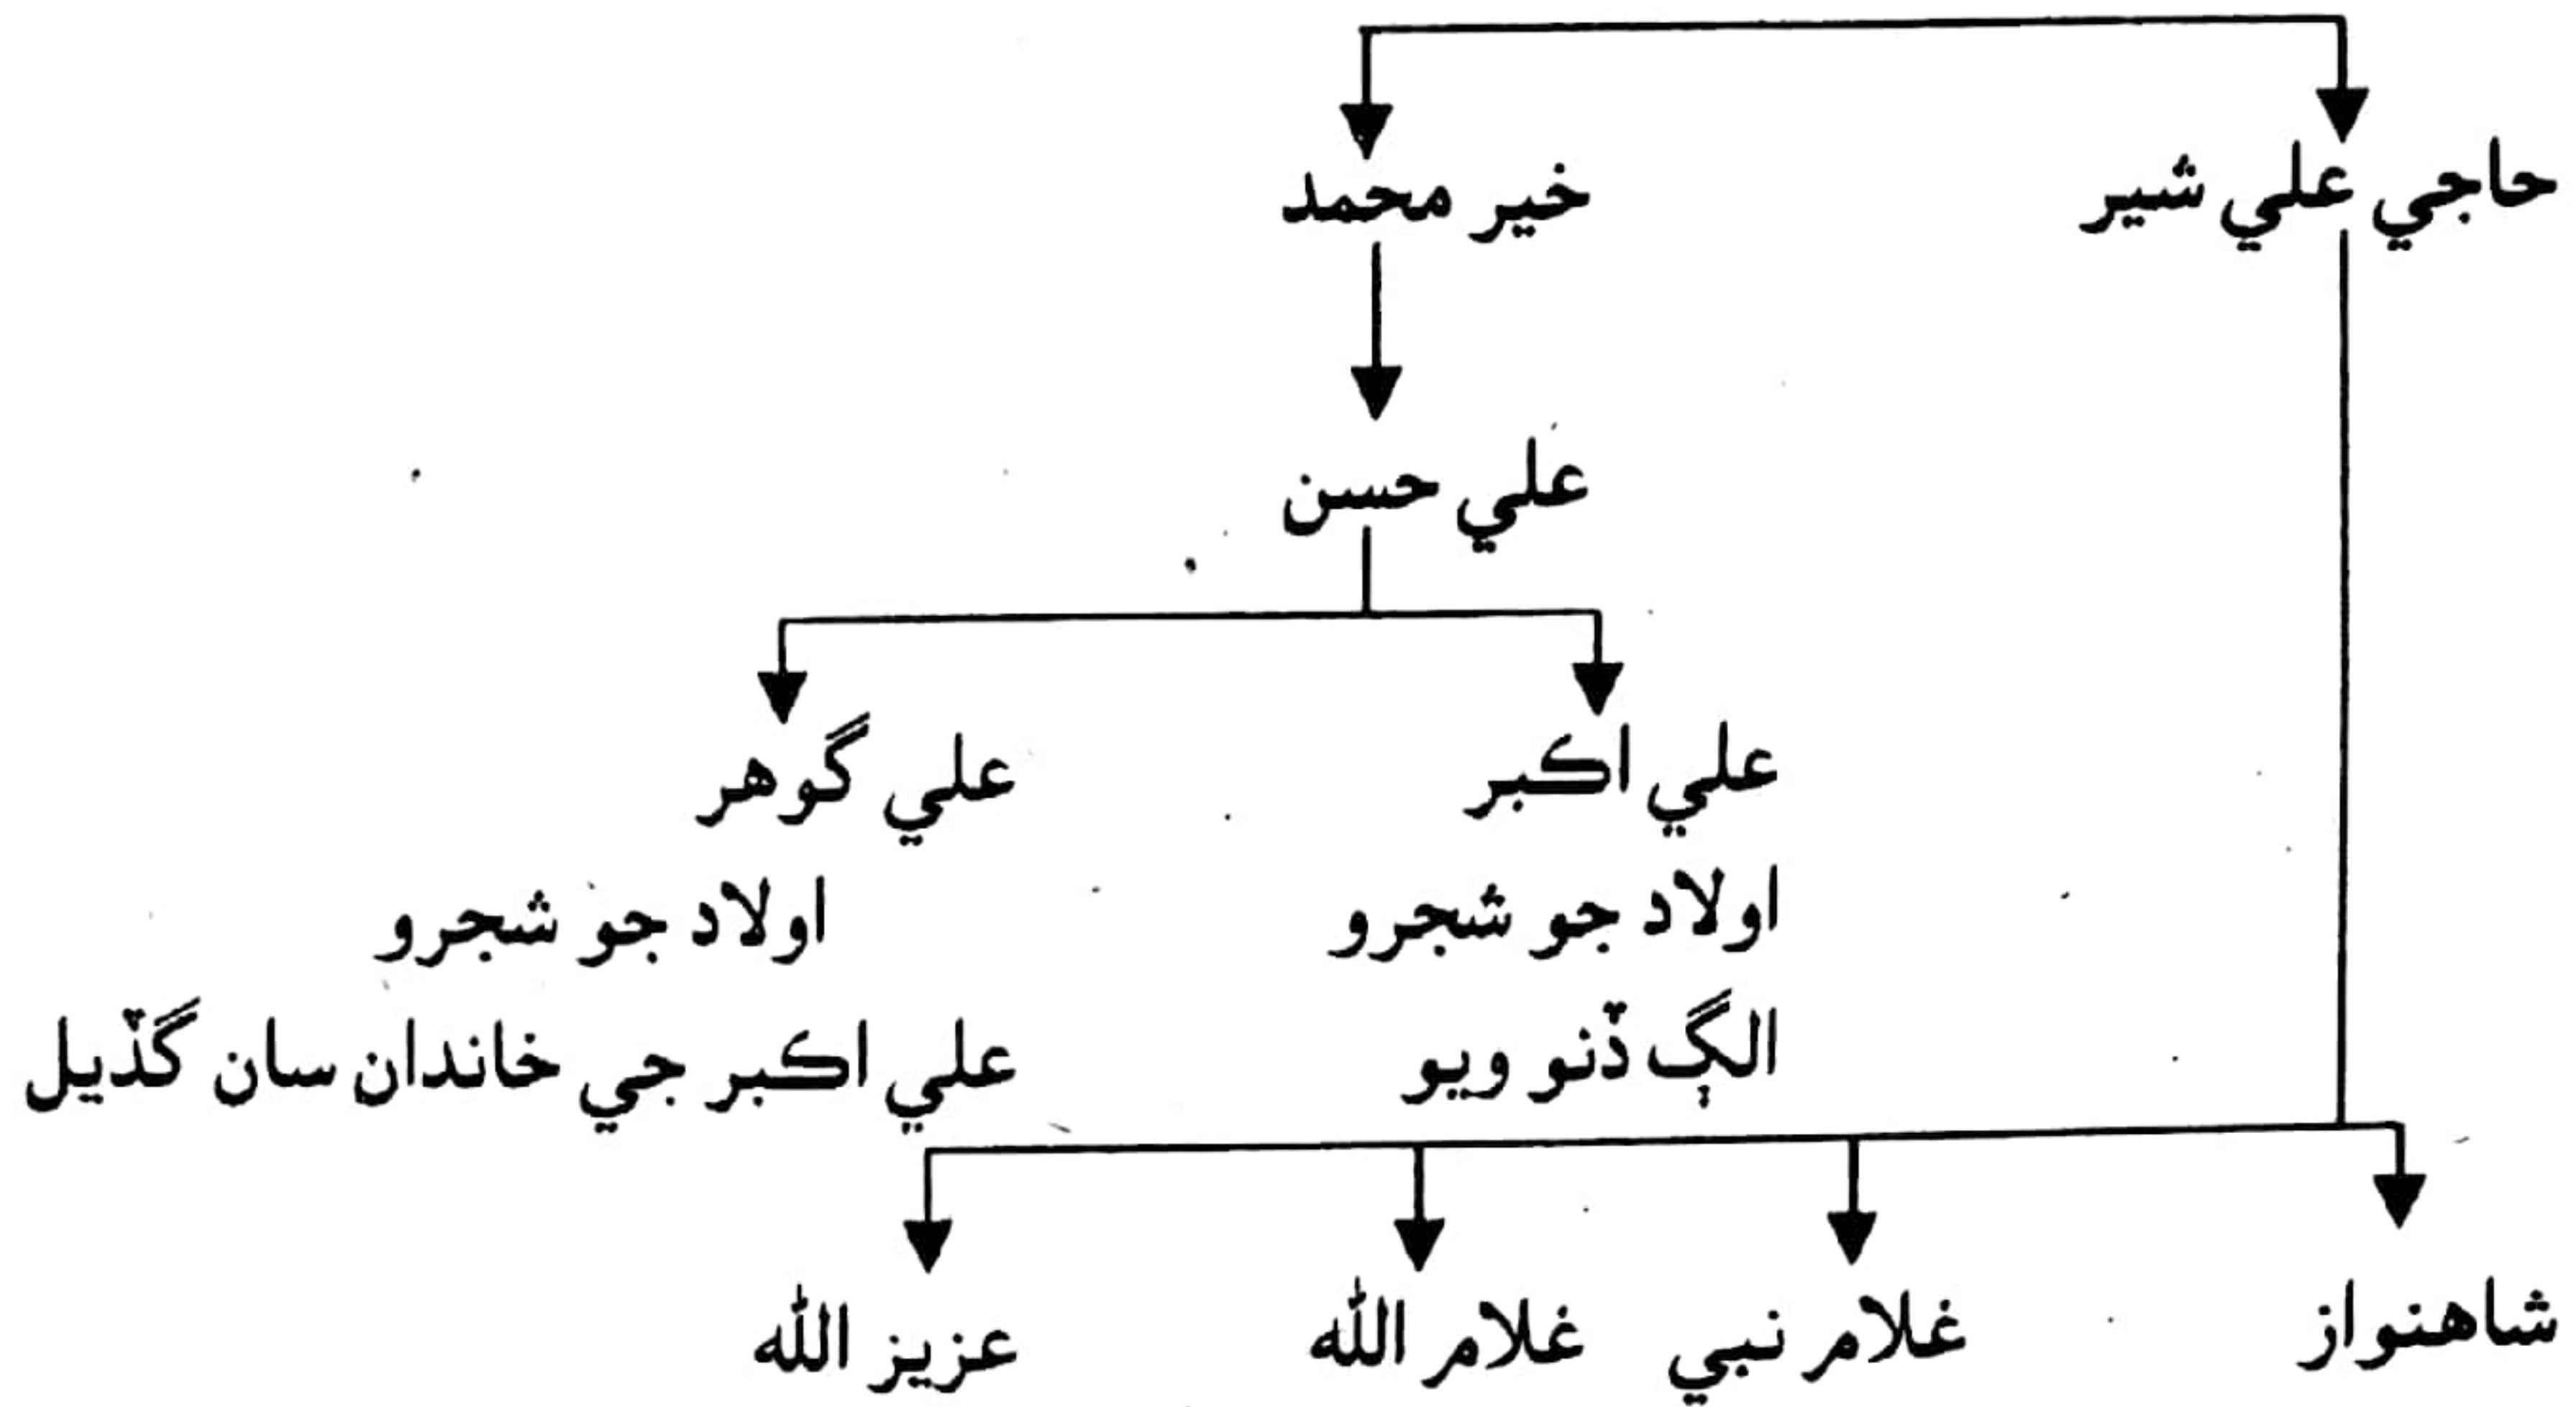 حاجي علي شير
خير محمد
علي حسن
علي اڪبر
اولاد جو شجرو
الڳ ڏنو ويو
علي گوهر
اولاد جو شجرو
علي اڪبر جي خاندان سان گڏيل
شاهنواز
غلام نبي
غلام الله
عزيز الله